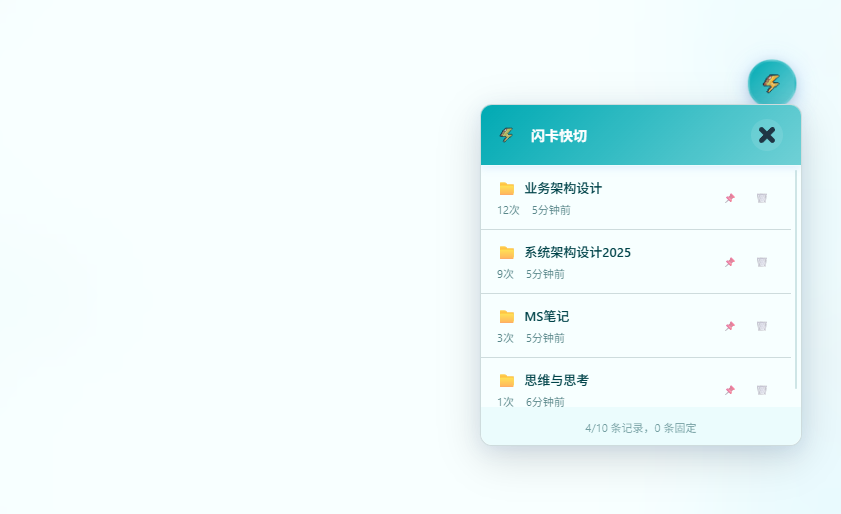 闪卡快切
业务架构设计
12次 5分钟前
系统架构设计2025
9次 5分钟前
MS笔记
3次 5分钟前
思维与思考
1次 6分钟前
4/10 条记录，0 条固定